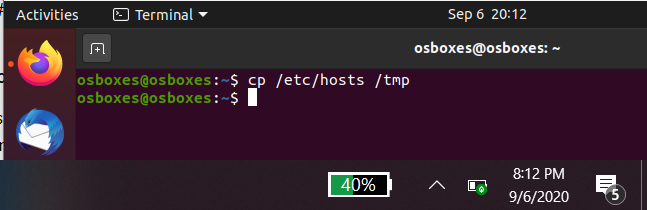 Activities Terminal Sep 6 20:12
osboxes@osboxes: ~
osboxes@osboxes:~$ cp /etc/hosts /tmp
osboxes@osboxes:~$
40% 8:12 PM
9/6/2020
5